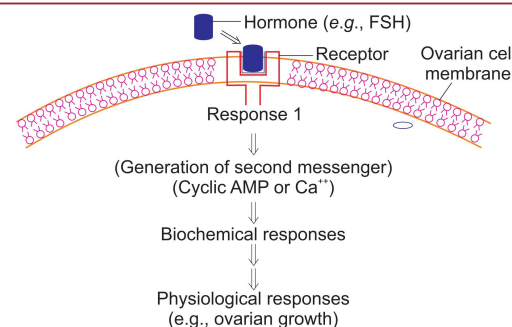 Hormone (e.g., FSH)
Receptor
Ovarian cel
membrane
Response 1
(Generation of second messenger)
(Cyclic AMP or Ca++)
Biochemical responses
Physiological responses
(e.g., ovarian growth)